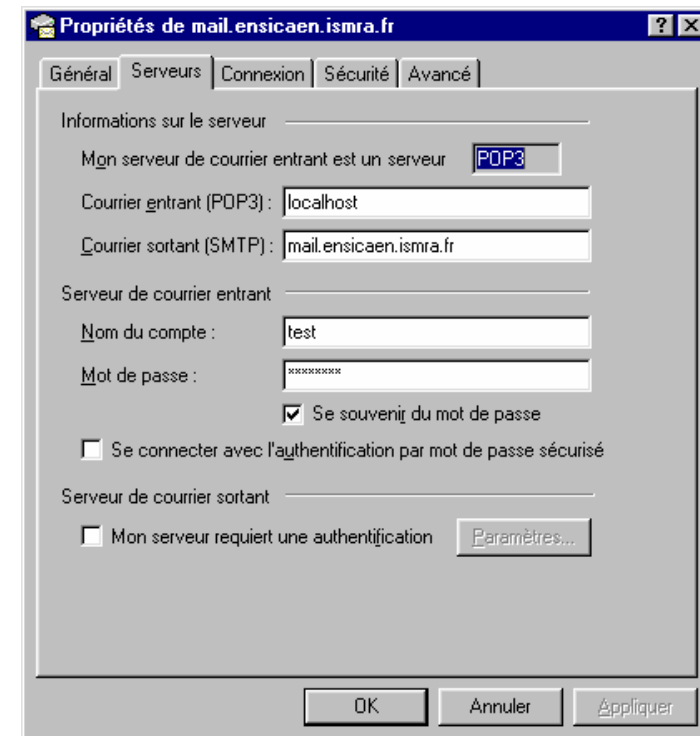 Propriétés de mail.ensicaen.ismra.fr
Général Serveurs Connexion Sécurité Avancé
Informations sur le serveur
Mon serveur de courrier entrant est un serveur POP3
Courrier entrant (POP3) : localhost
Courrier sortant (SMTP) : mail.ensicaen.ismra.fr
Serveur de courrier entrant
Nom du compte : test
Mot de passe : ********
Se souvenir du mot de passe
Se connecter avec l'authentification par mot de passe sécurisé
Serveur de courrier sortant
Mon serveur requiert une authentification Paramètres...
OK Annuler Appliquer